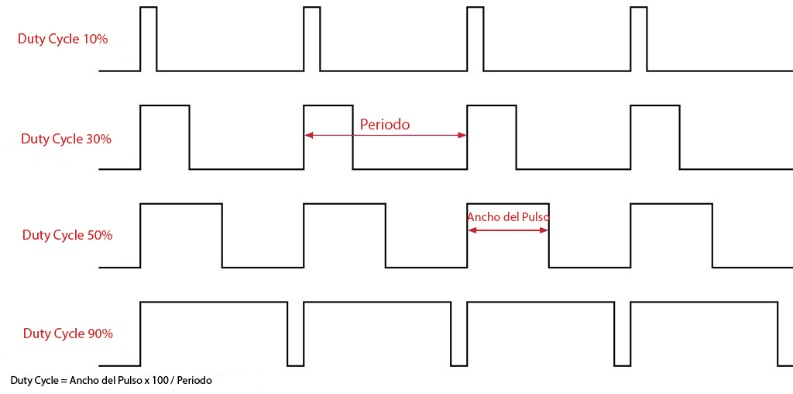 Duty Cycle 10%
Duty Cycle 30%
Periodo
Duty Cycle 50%
Ancho del Pulso
Duty Cycle 90%
Duty Cycle = Ancho del Pulso x 100 / Periodo